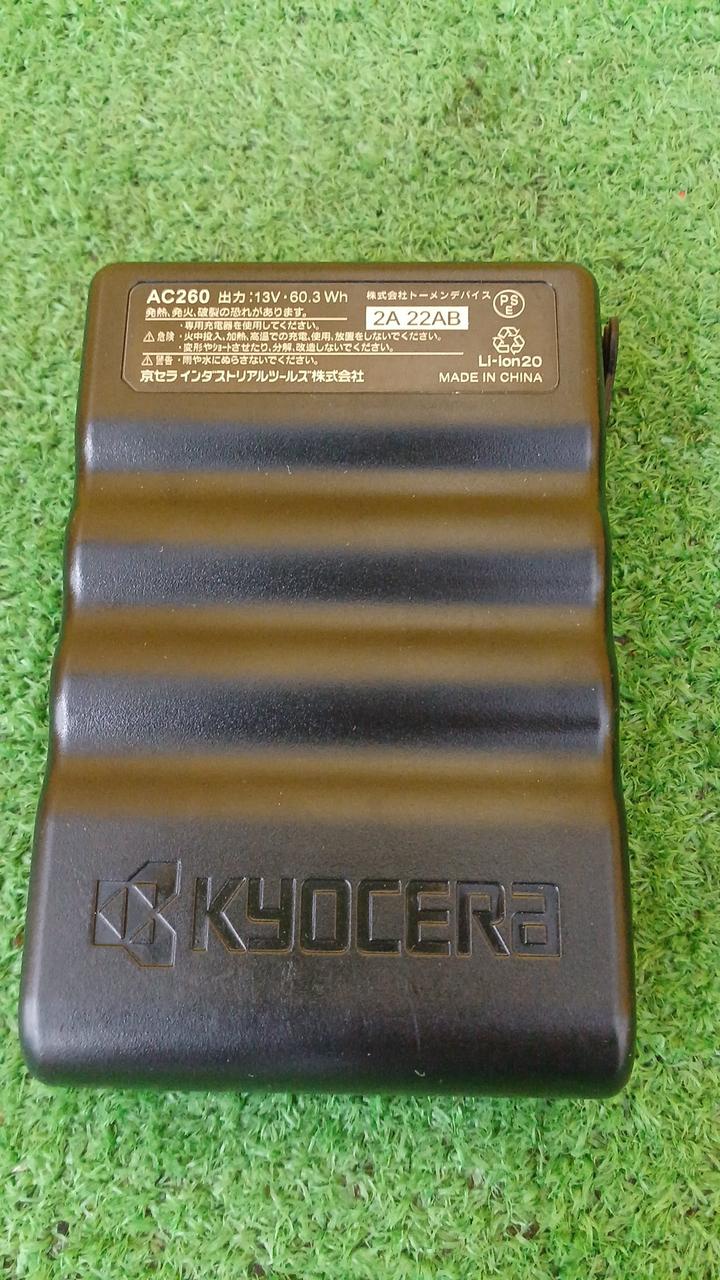 AC260 出力:13V・60.3Wh 株式会社トーメンデバイス PSE
発熱、発火、破裂の恐れがあります。
2A 22AB
・専用充電器を使用してください。
危険 ・火中投入、加熱、高温での充電、使用、放置をしないでください。
・変形やショートさせたり、分解、改造しないでください。
警告 ・雨や水にぬらさないでください。
Li-ion20
京セラ インダストリアルツールズ株式会社 MADE IN CHINA
KYOCERA